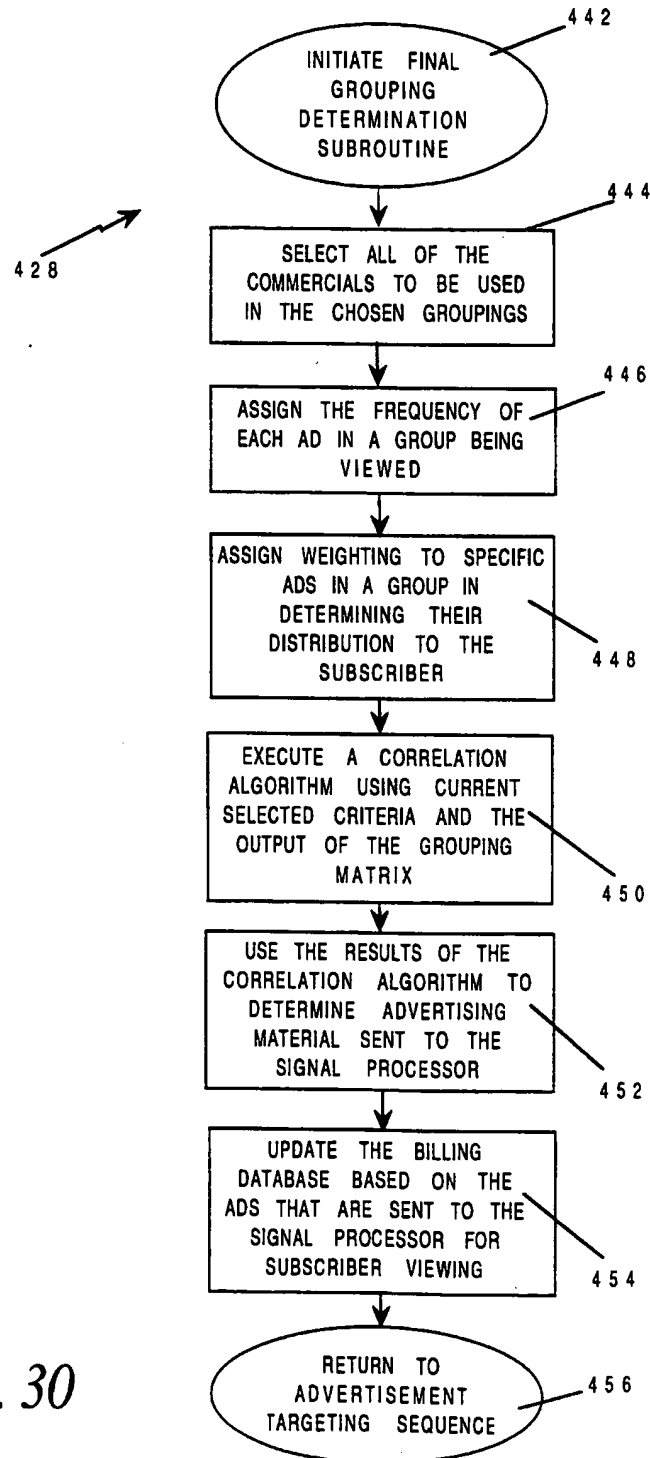 442
INITIATE FINAL
GROUPING
DETERMINATION
SUBROUTINE
428
444
SELECT ALL OF THE
COMMERCIALS TO BE USED
IN THE CHOSEN GROUPINGS
446
ASSIGN THE FREQUENCY OF
EACH AD IN A GROUP BEING
VIEWED
ASSIGN WEIGHTING TO SPECIFIC
ADS IN A GROUP IN
DETERMINING THEIR
DISTRIBUTION TO THE
SUBSCRIBER
448
EXECUTE A CORRELATION
ALGORITHM USING CURRENT
SELECTED CRITERIA AND THE
OUTPUT OF THE GROUPING
MATRIX
450
USE THE RESULTS OF THE
CORRELATION ALGORITHM TO
DETERMINE ADVERTISING
MATERIAL SENT TO THE
SIGNAL PROCESSOR
452
UPDATE THE BILLING
DATABASE BASED ON THE
ADS THAT ARE SENT TO THE
SIGNAL PROCESSOR FOR
SUBSCRIBER VIEWING
454
RETURN TO
ADVERTISEMENT
TARGETING SEQUENCE
456
. 30